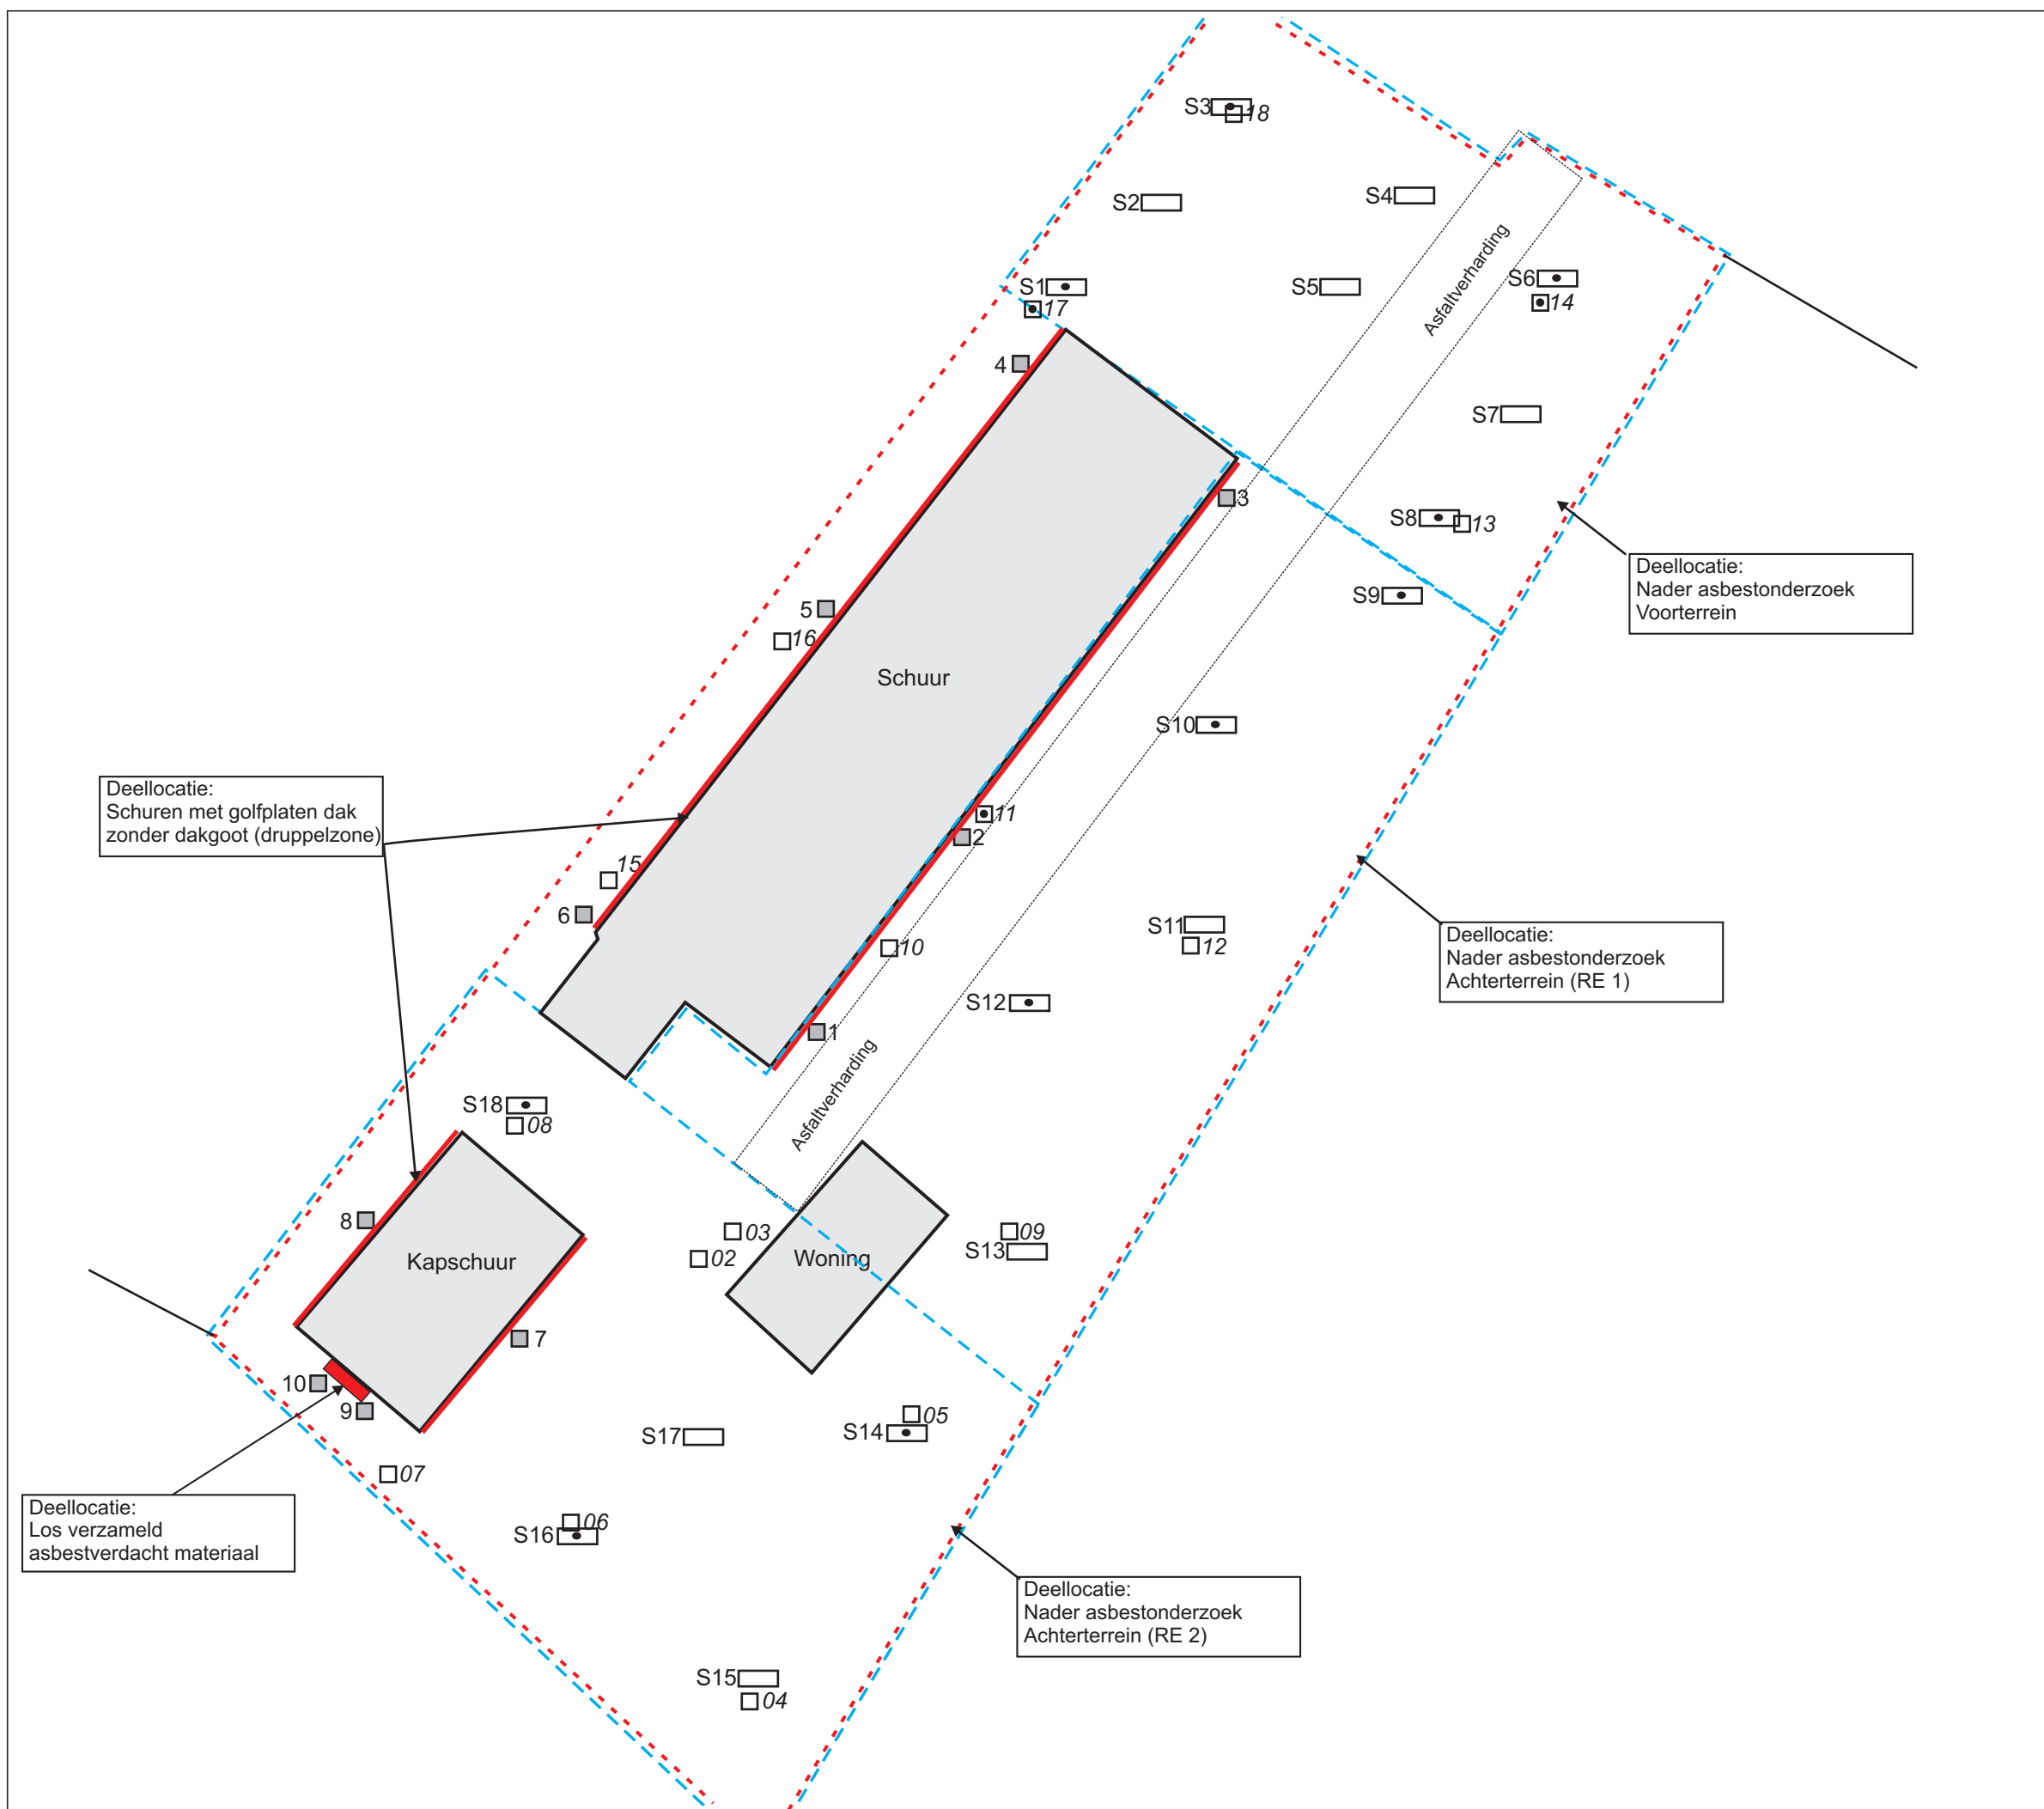 S3
18
S2
S4
Asfaltverharding
S1
17
S5
S6
14
4
S7
3
S8
13
Deellocatie:
Nader asbestonderzoek
Voorterrein
S9
5
16
Schuur
S10
Deellocatie:
Schuren met golfplaten dak
zonder dakgoot (druppelzone)
11
2
15
6
S11
12
10
Deellocatie:
Nader asbestonderzoek
Achterterrein (RE 1)
S12
1
Asfaltverharding
S18
08
8
03
02
Kapschuur
Woning
09
S13
7
10
9
S17
05
S14
07
Deellocatie:
Los verzameld
asbestverdacht materiaal
06
S16
Deellocatie:
Nader asbestonderzoek
Achterterrein (RE 2)
S15
04